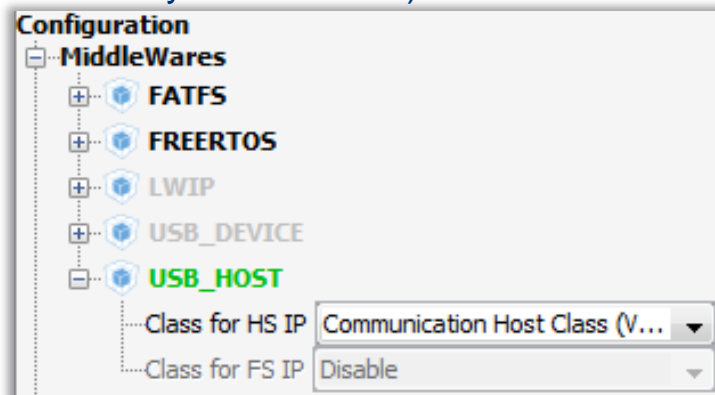 Configuration
MiddleWares
FATFS
FREERTOS
LWIP
USB_DEVICE
USB_HOST
Class for HS IP Communication Host Class (V...
Class for FS IP Disable